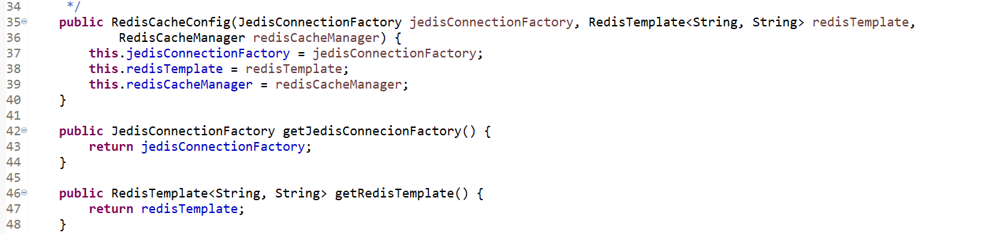 34 */
35 public RedisCacheConfig(JedisConnectionFactory jedisConnectionFactory, RedisTemplate<String, String> redisTemplate,
36 RedisCacheManager redisCacheManager) {
37 this.jedisConnectionFactory = jedisConnectionFactory;
38 this.redisTemplate = redisTemplate;
39 this.redisCacheManager = redisCacheManager;
40 }
41
42 public JedisConnectionFactory getJedisConnecionFactory() {
43 return jedisConnectionFactory;
44 }
45
46 public RedisTemplate<String, String> getRedisTemplate() {
47 return redisTemplate;
48 }